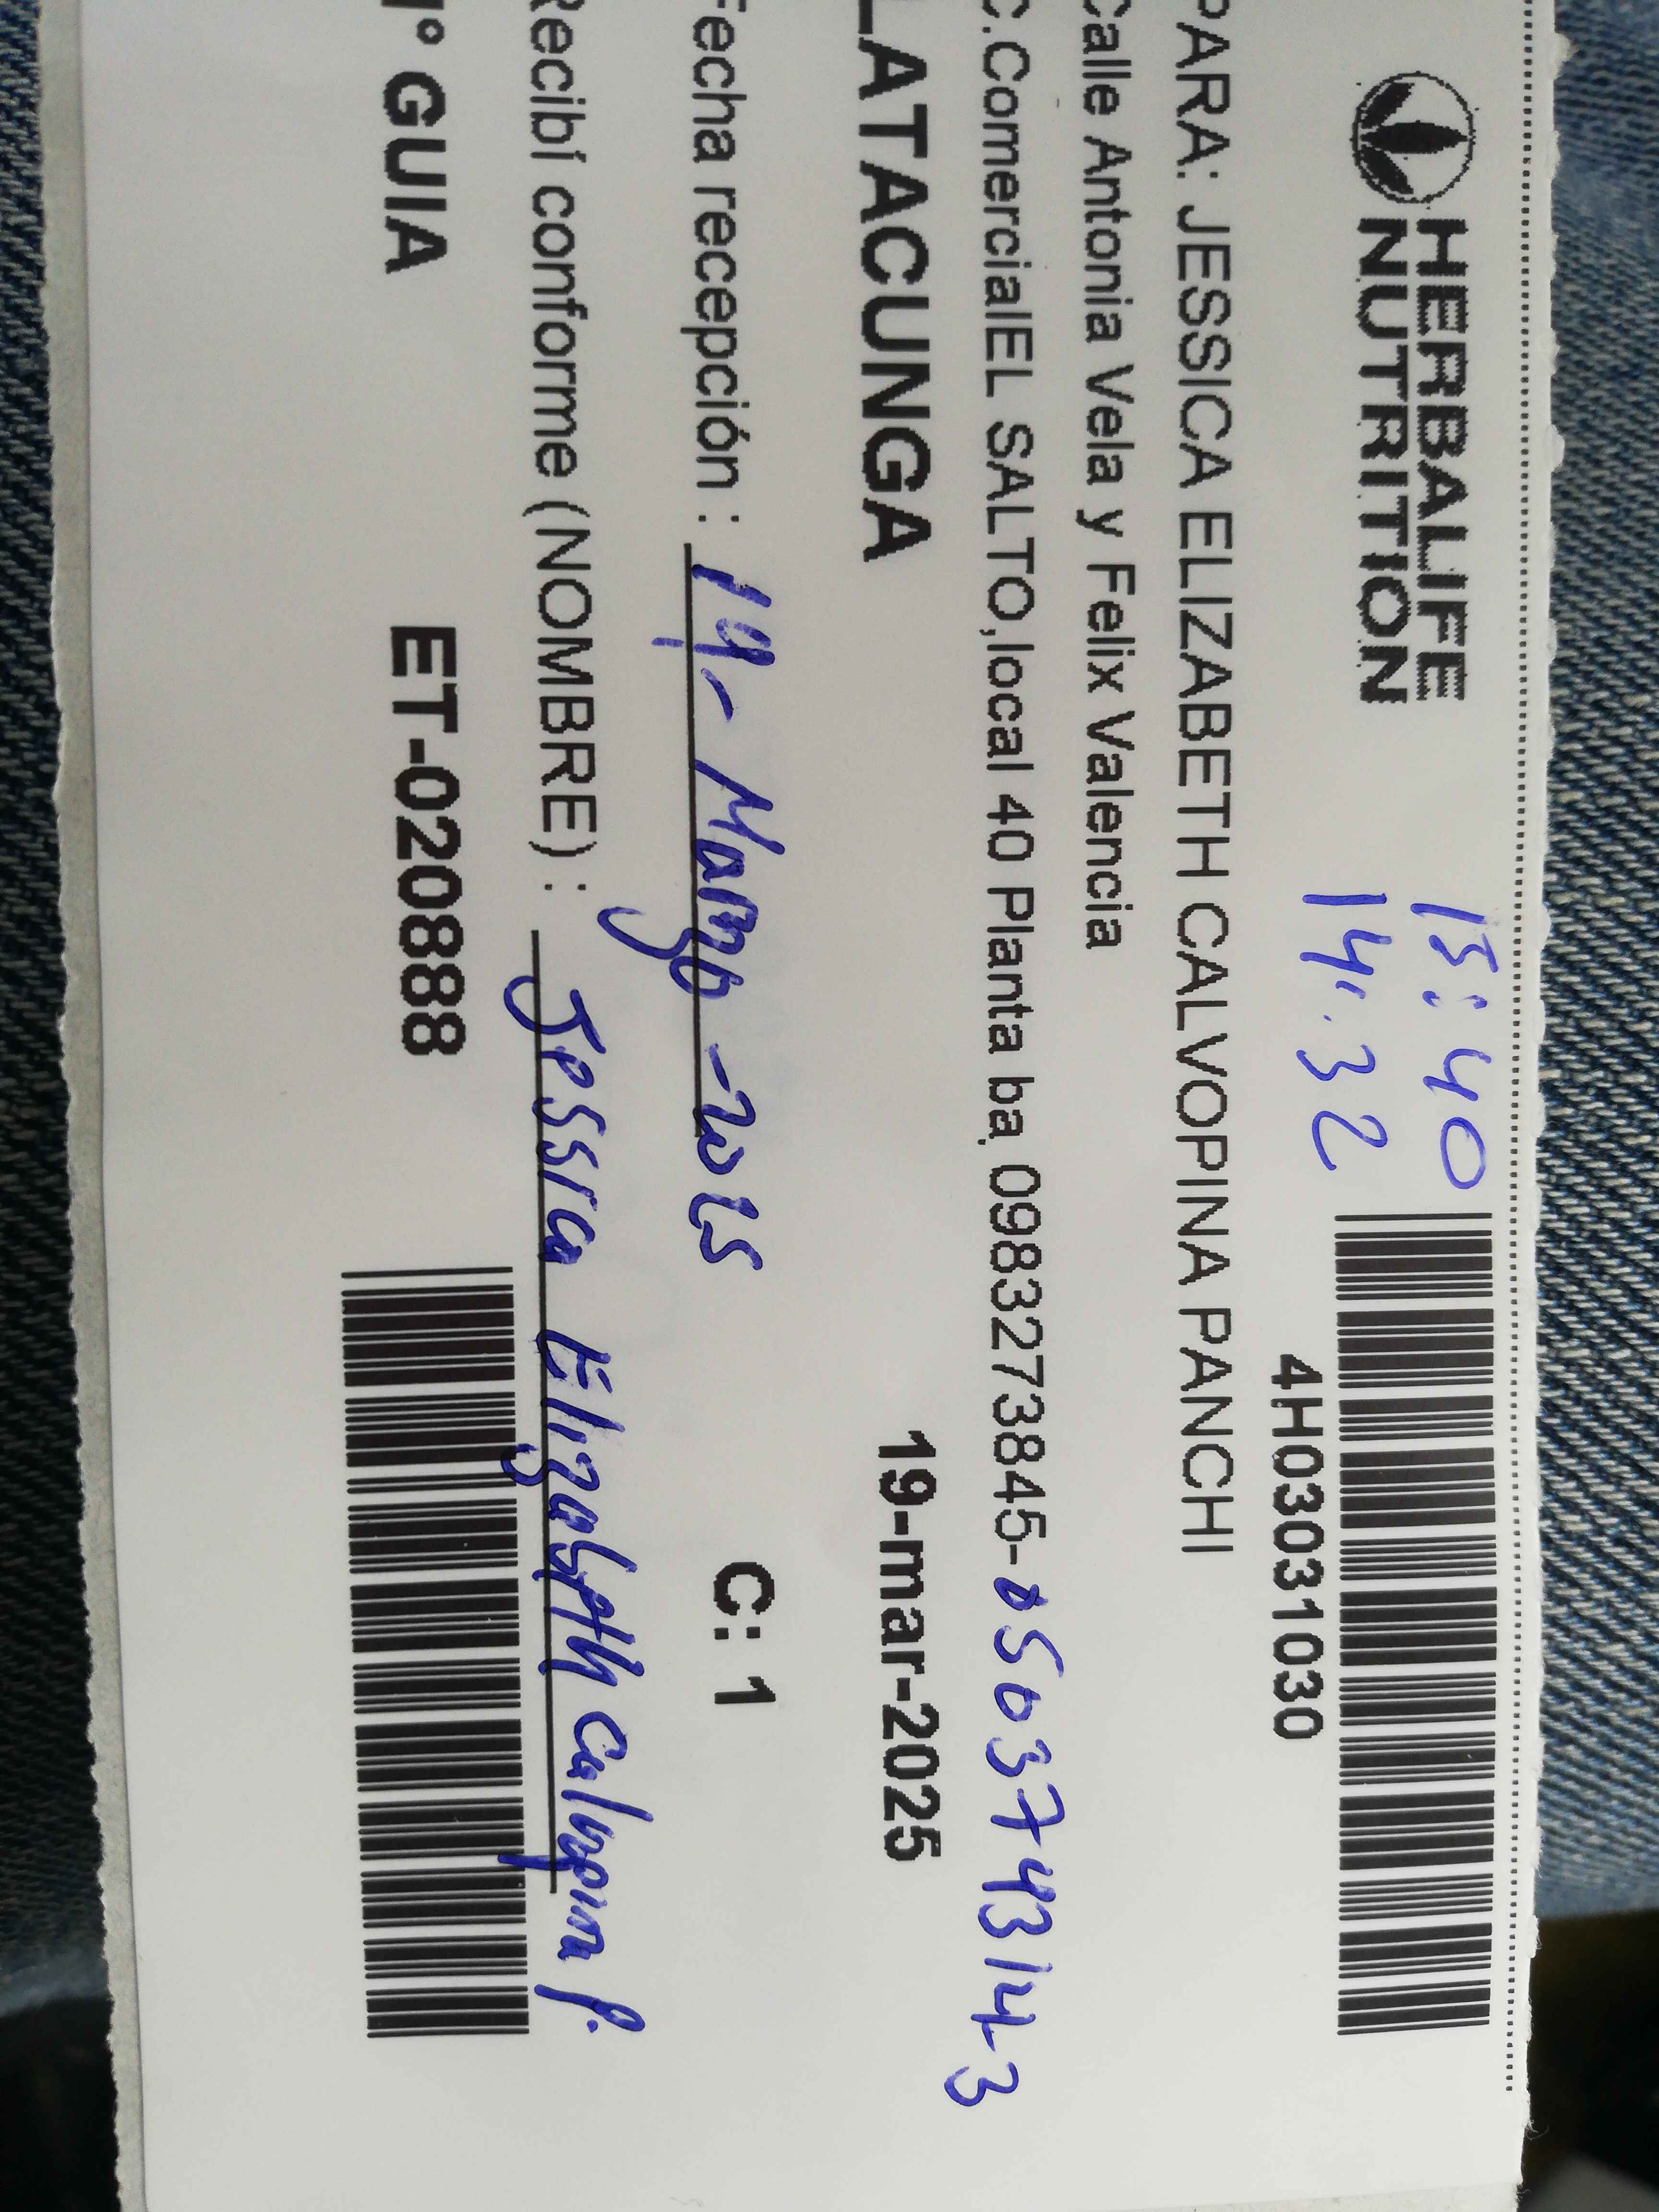 HERBALIFE
NUTRITION
15:40
14:32
4H03031030
PARA: JESSICA ELIZABETH CALVOPINA PANCHI
Calle Antonia Vela y Felix Valencia
C.ComercialEL SALTO,local 40 Planta ba, 0983273845-
LATACUNGA 19-mar-2025
Fecha recepción : 19-Marzo-2025 C: 1
Recibí conforme (NOMBRE) : Jessica Elizabeth Calvopina P.
° GUIA ET-020888